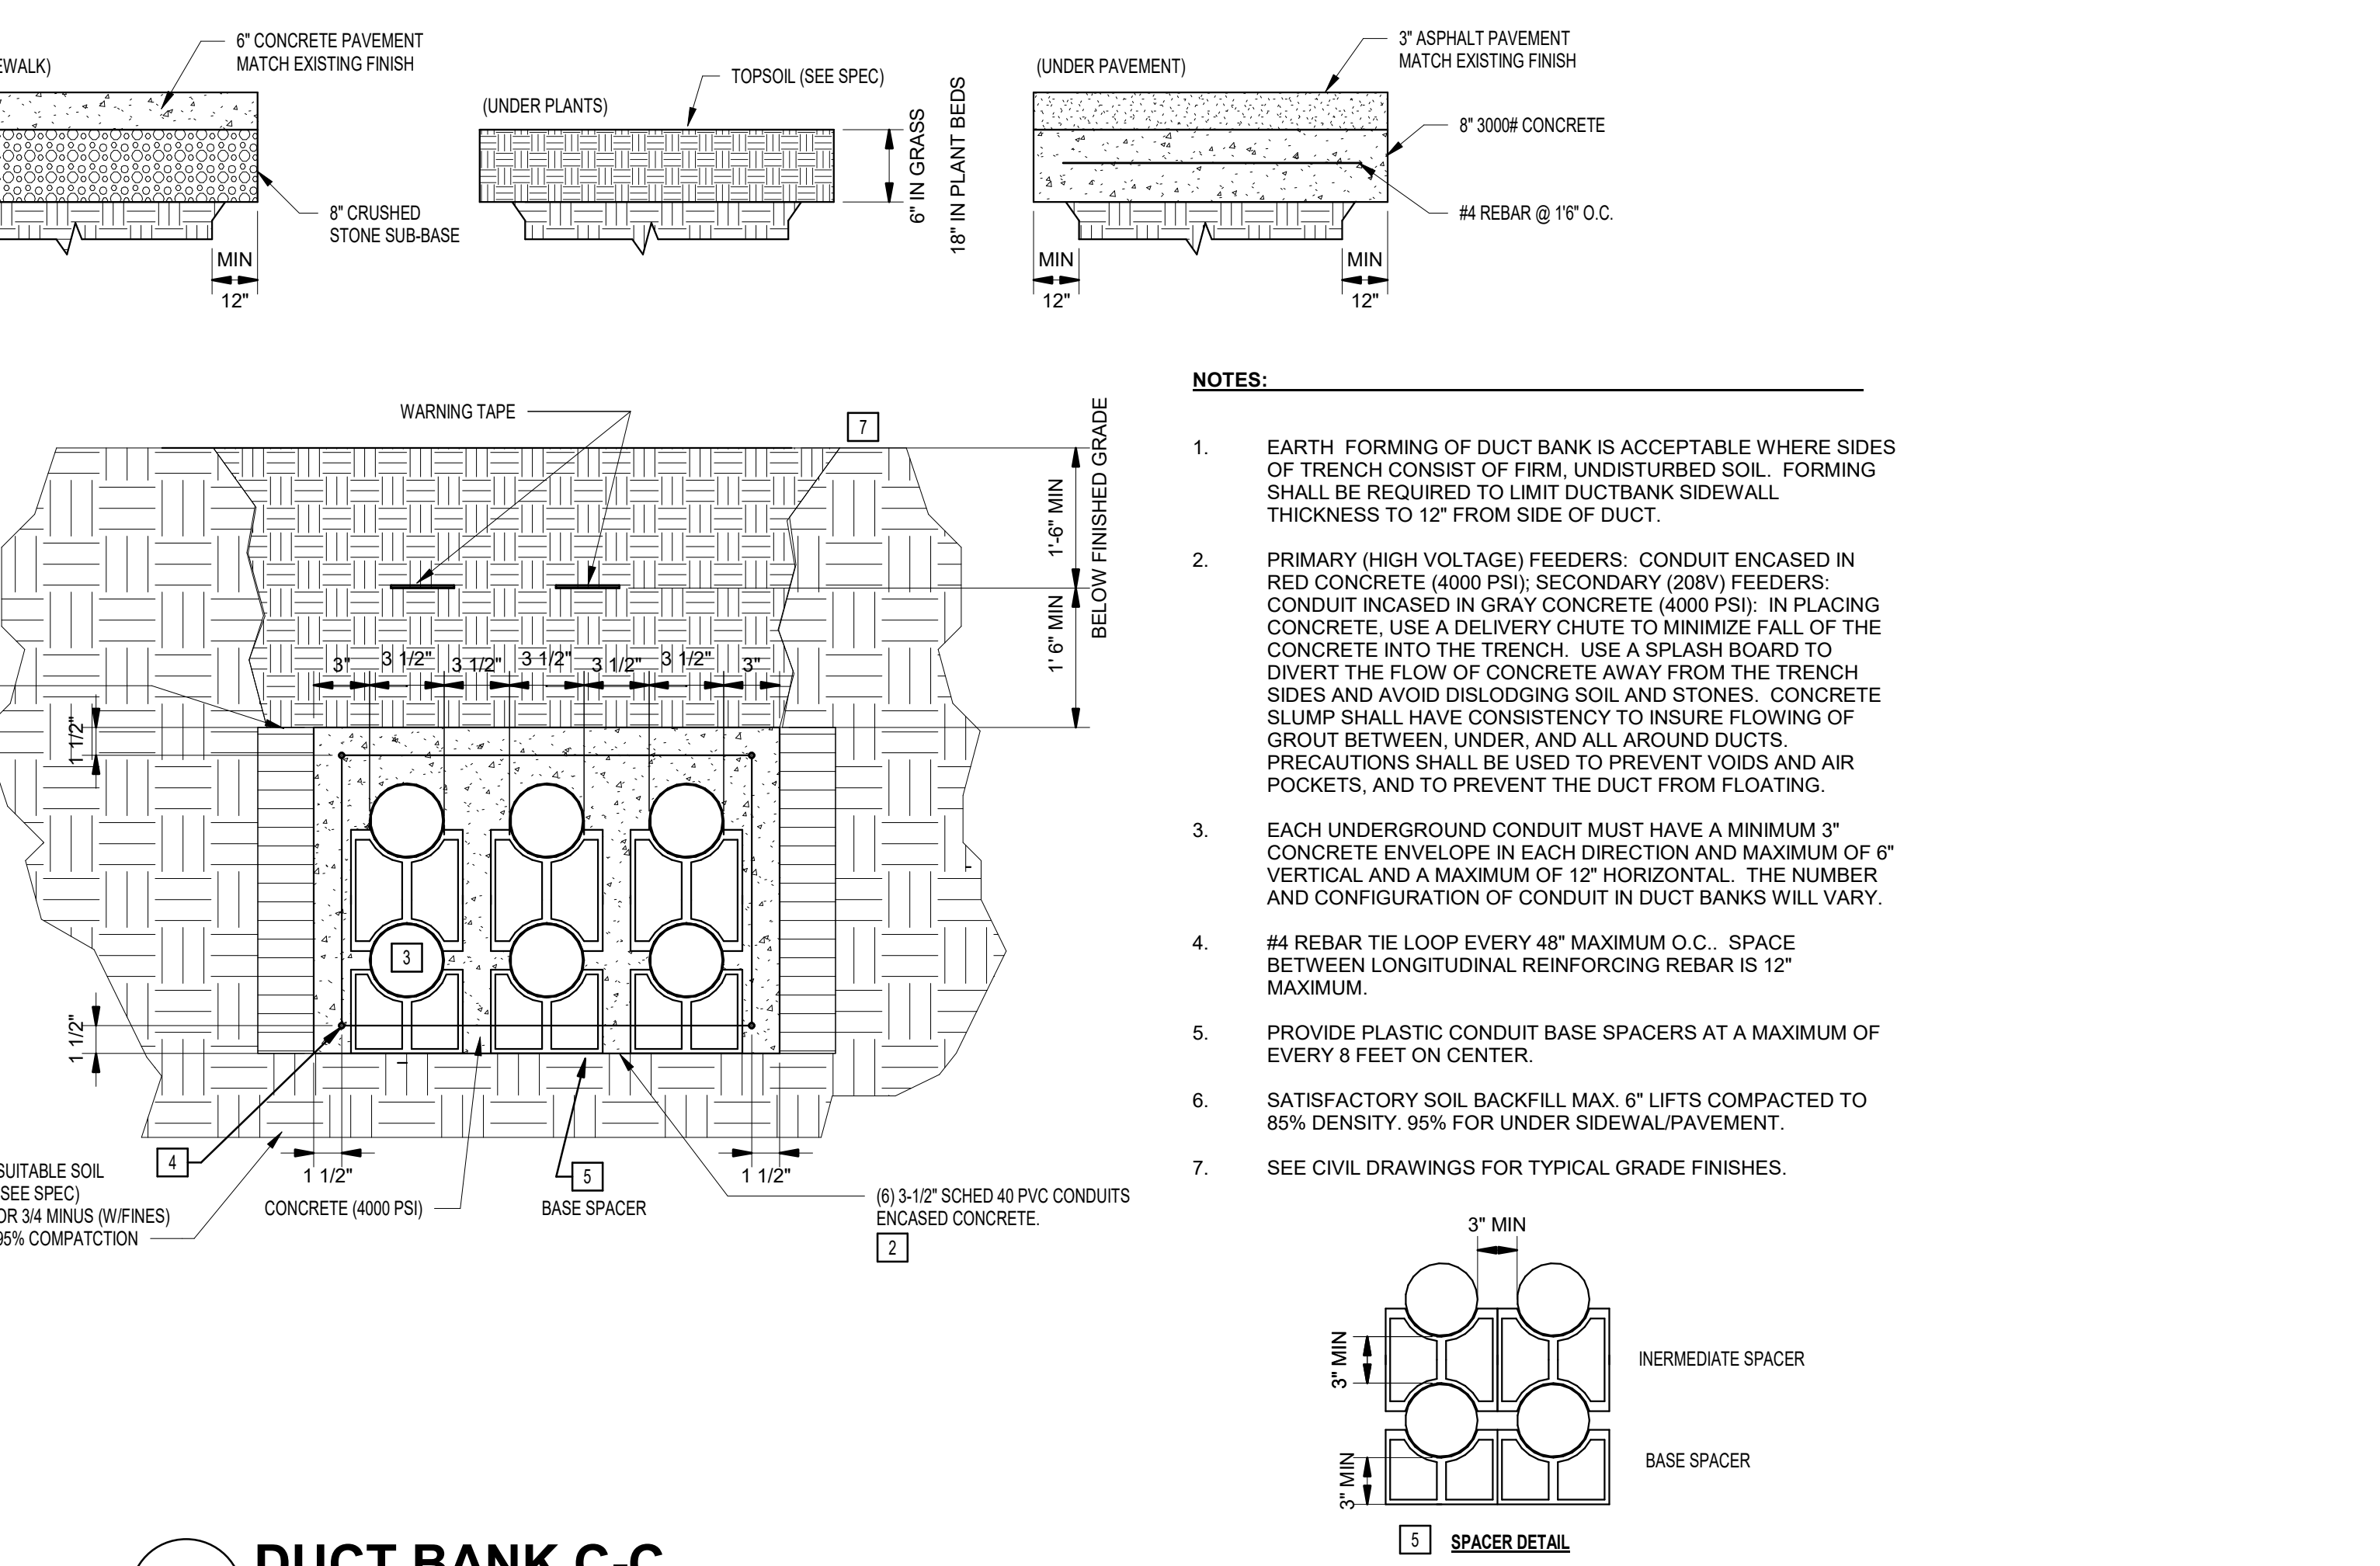 6" CONCRETE PAVEMENT
MATCH EXISTING FINISH
EWALK)
8" CRUSHED
STONE SUB-BASE
MIN
12"
TOPSOIL (SEE SPEC)
(UNDER PLANTS)
6" IN GRASS
18" IN PLANT BEDS
(UNDER PAVEMENT)
3" ASPHALT PAVEMENT
MATCH EXISTING FINISH
8" 3000# CONCRETE
#4 REBAR @ 1'6" O.C.
MIN
12"
MIN
12"
WARNING TAPE
7
1'-6" MIN
1' 6" MIN
BELOW FINISHED GRADE
3"
3 1/2"
3 1/2"
3 1/2"
3 1/2"
3 1/2"
3"
1 1/2"
3
1 1/2"
4
1 1/2"
5
1 1/2"
SUITABLE SOIL
(SEE SPEC)
OR 3/4 MINUS (W/FINES)
95% COMPATCTION
CONCRETE (4000 PSI)
BASE SPACER
(6) 3-1/2" SCHED 40 PVC CONDUITS
ENCASED CONCRETE.
2
NOTES:
1. EARTH FORMING OF DUCT BANK IS ACCEPTABLE WHERE SIDES
OF TRENCH CONSIST OF FIRM, UNDISTURBED SOIL. FORMING
SHALL BE REQUIRED TO LIMIT DUCTBANK SIDEWALL
THICKNESS TO 12" FROM SIDE OF DUCT.
2. PRIMARY (HIGH VOLTAGE) FEEDERS: CONDUIT ENCASED IN
RED CONCRETE (4000 PSI); SECONDARY (208V) FEEDERS:
CONDUIT INCASED IN GRAY CONCRETE (4000 PSI): IN PLACING
CONCRETE, USE A DELIVERY CHUTE TO MINIMIZE FALL OF THE
CONCRETE INTO THE TRENCH. USE A SPLASH BOARD TO
DIVERT THE FLOW OF CONCRETE AWAY FROM THE TRENCH
SIDES AND AVOID DISLODGING SOIL AND STONES. CONCRETE
SLUMP SHALL HAVE CONSISTENCY TO INSURE FLOWING OF
GROUT BETWEEN, UNDER, AND ALL AROUND DUCTS.
PRECAUTIONS SHALL BE USED TO PREVENT VOIDS AND AIR
POCKETS, AND TO PREVENT THE DUCT FROM FLOATING.
3. EACH UNDERGROUND CONDUIT MUST HAVE A MINIMUM 3"
CONCRETE ENVELOPE IN EACH DIRECTION AND MAXIMUM OF 6"
VERTICAL AND A MAXIMUM OF 12" HORIZONTAL. THE NUMBER
AND CONFIGURATION OF CONDUIT IN DUCT BANKS WILL VARY.
4. #4 REBAR TIE LOOP EVERY 48" MAXIMUM O.C.. SPACE
BETWEEN LONGITUDINAL REINFORCING REBAR IS 12"
MAXIMUM.
5. PROVIDE PLASTIC CONDUIT BASE SPACERS AT A MAXIMUM OF
EVERY 8 FEET ON CENTER.
6. SATISFACTORY SOIL BACKFILL MAX. 6" LIFTS COMPACTED TO
85% DENSITY. 95% FOR UNDER SIDEWAL/PAVEMENT.
7. SEE CIVIL DRAWINGS FOR TYPICAL GRADE FINISHES.
3" MIN
3" MIN
INERMEDIATE SPACER
3" MIN
BASE SPACER
5 SPACER DETAIL
DUCT BANK C-C